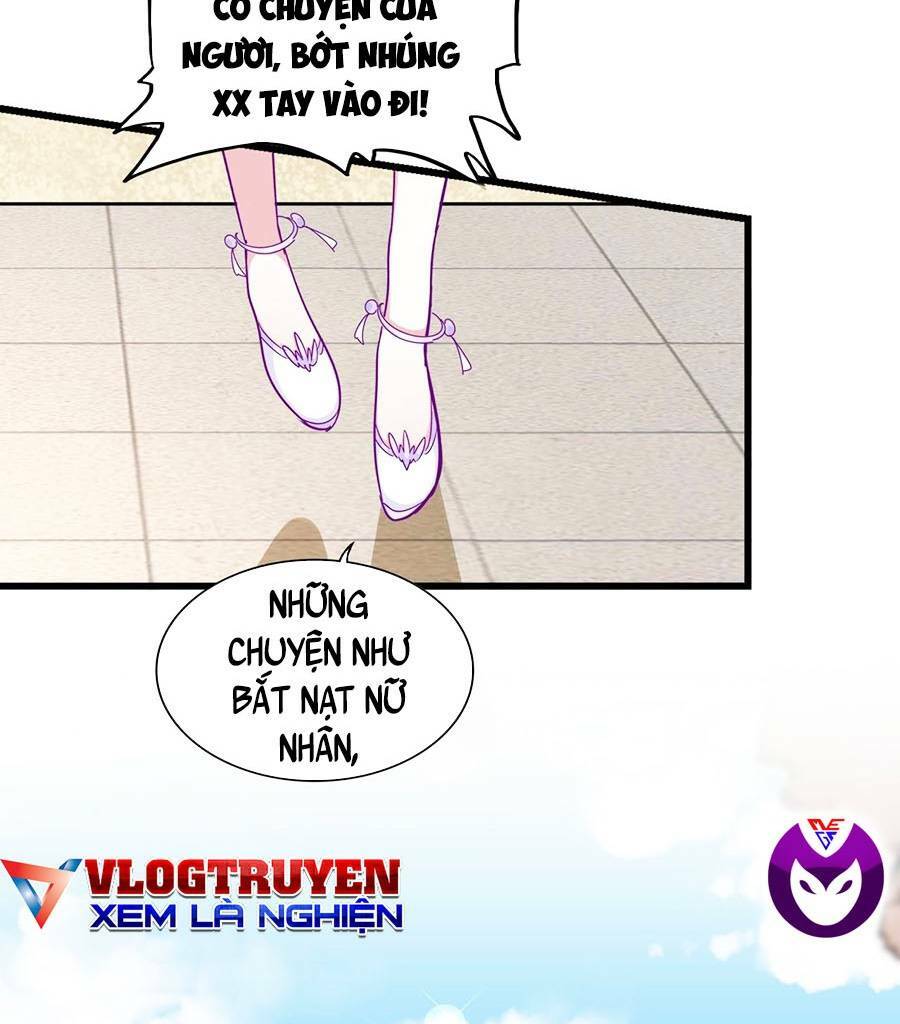 CÓ CHUYỆN CỦA
NGƯƠI, BỚT NHÚNG
XX TAY VÀO ĐI!
NHỮNG
CHUYỆN NHƯ
BẮT NẠT NỮ
NHÂN,
VLOGTRUYEN
XEM LÀ NGHIỆN